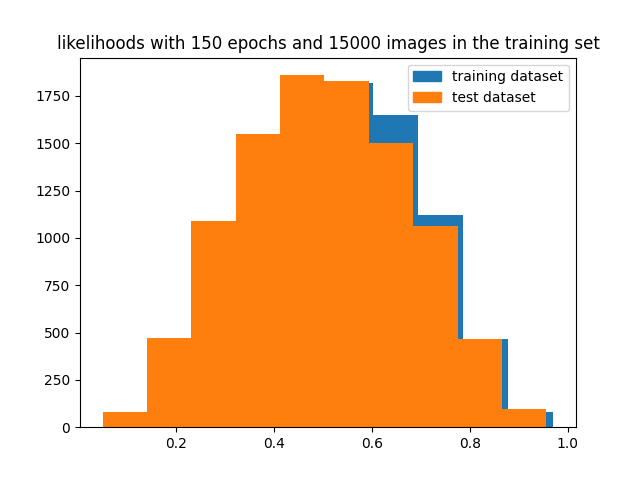 likelihoods with 150 epochs and 15000 images in the training set
training dataset
test dataset
1750
1500
1250
1000
750
500
250
0
0.2 0.4 0.6 0.8 1.0